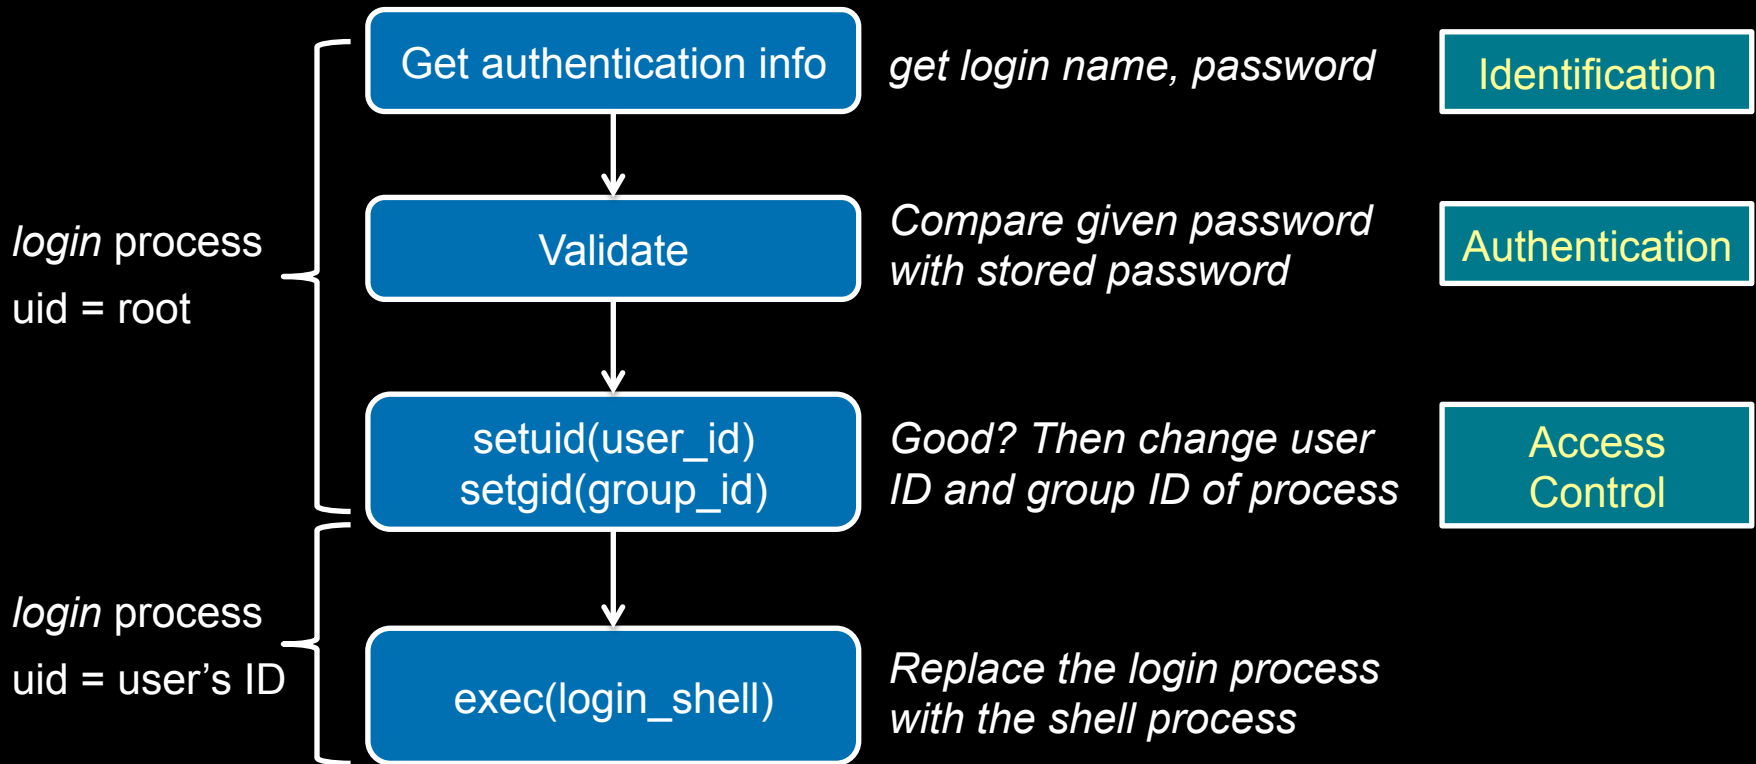 Get authentication info
get login name, password
Identification
login process
uid = root
Validate
Compare given password
with stored password
Authentication
setuid(user_id)
setgid(group_id)
Good? Then change user
ID and group ID of process
Access
Control
login process
uid = user’s ID
exec(login_shell)
Replace the login process
with the shell process